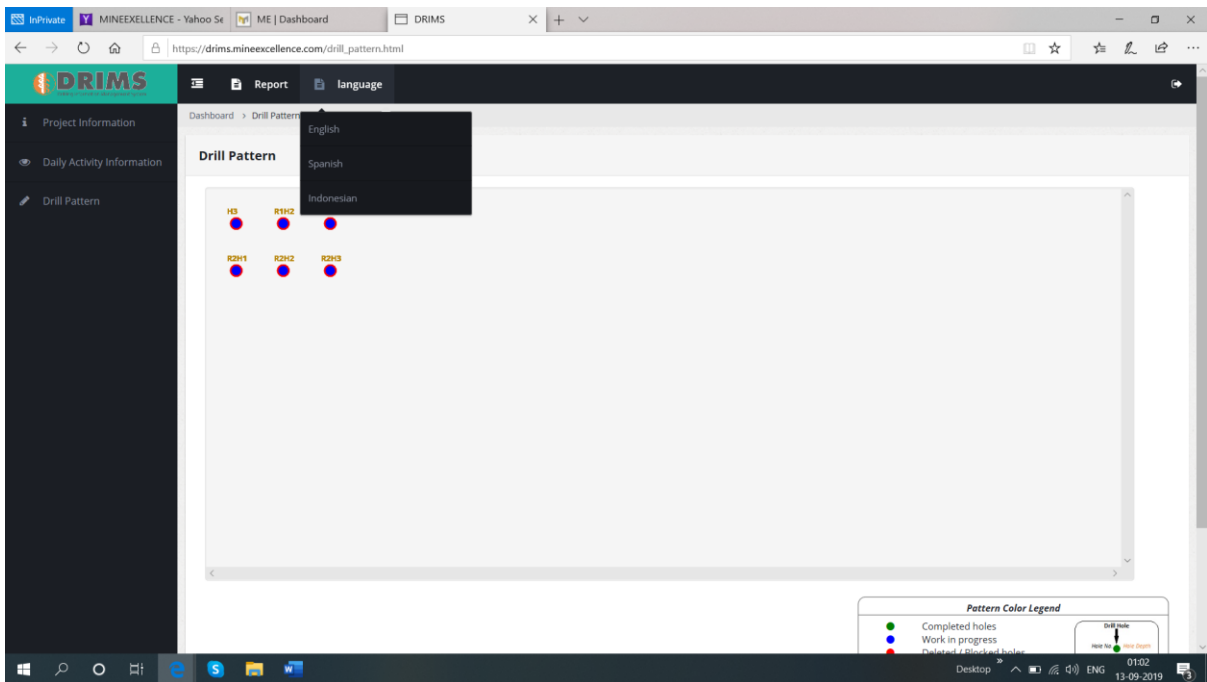 InPrivate
MINEEXELLENCE - Yahoo Se
ME | Dashboard
DRIMS
https://drims.mineexcellence.com/drill_pattern.html
DRIMS
Report
language
Project Information
Daily Activity Information
Drill Pattern
Dashboard > Drill Pattern
English
Spanish
Indonesian
Drill Pattern
H3 R1H2
R2H1 R2H2 R2H3
Pattern Color Legend
Completed holes
Work in progress
Deleted / Blocked holes
Drill Hole
Hole No Hole Depth
Desktop
ENG
01:02
13-09-2019
3